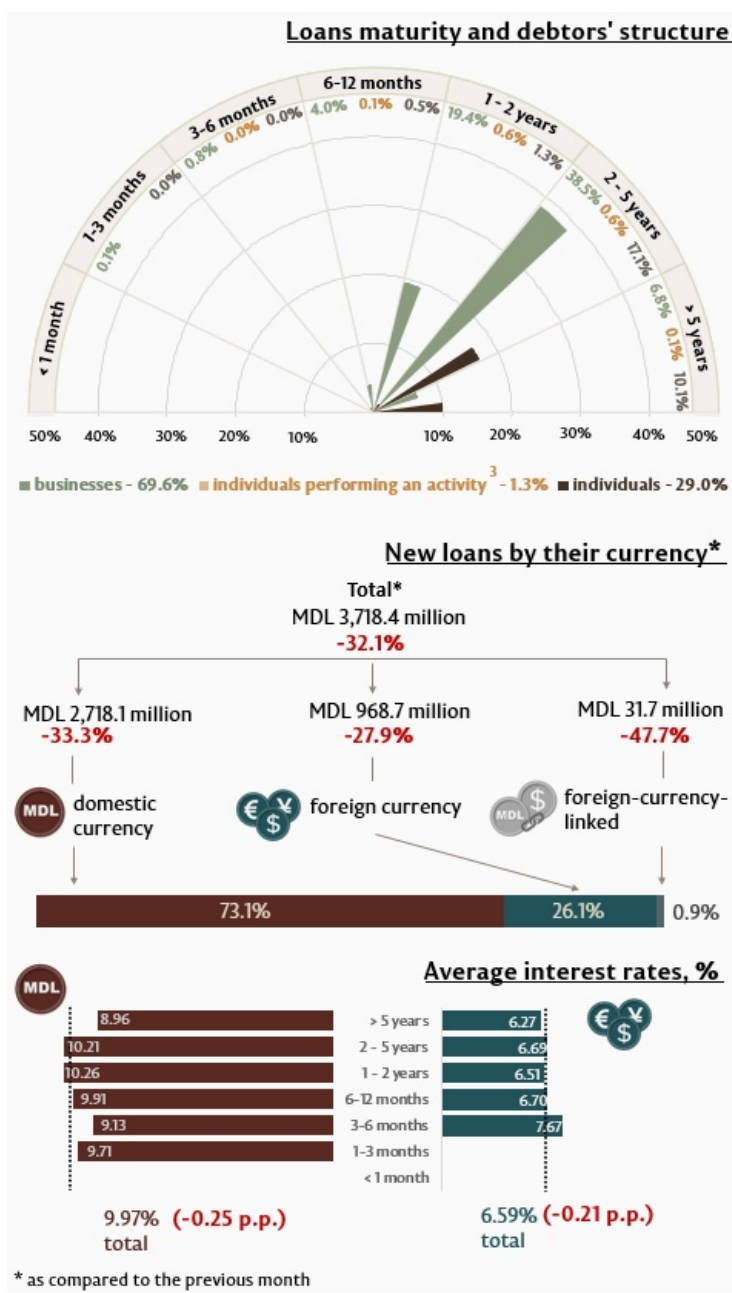 Loans maturity and debtors' structure
< 1 month
1-3 months
0.1%
0.0%
3-6 months
0.8% 0.0% 0.0%
6-12 months
4.0% 0.1% 0.5%
1 - 2 years
19.4% 0.6% 1.3%
2 - 5 years
38.5% 0.6% 17.1%
> 5 years
6.8% 0.1% 10.1%
50% 40% 30% 20% 10% 10% 20% 30% 40% 50%
businesses - 69.6% individuals performing an activity 3 - 1.3% individuals - 29.0%
New loans by their currency*
Total*
MDL 3,718.4 million
-32.1%
MDL 2,718.1 million MDL 968.7 million MDL 31.7 million
-33.3% -27.9% -47.7%
MDL domestic currency
€ ¥ $ foreign currency
MDL $ foreign-currency-
linked
73.1% 26.1% 0.9%
Average interest rates, %
MDL
€ ¥ $
8.96 > 5 years 6.27
10.21 2 - 5 years 6.69
10.26 1 - 2 years 6.51
9.91 6-12 months 6.70
9.13 3-6 months 7.67
9.71 1-3 months
< 1 month
9.97% (-0.25 p.p.) 6.59% (-0.21 p.p.)
total total
* as compared to the previous month